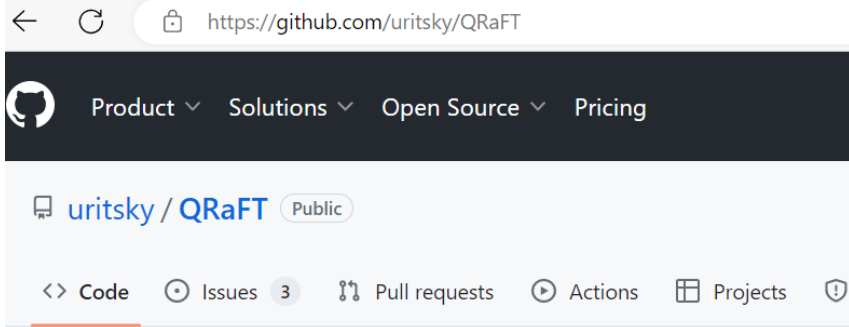 https://github.com/uritsky/QRaFT
Product Solutions Open Source Pricing
uritsky / QRaFT Public
<> Code Issues 3 Pull requests Actions Projects